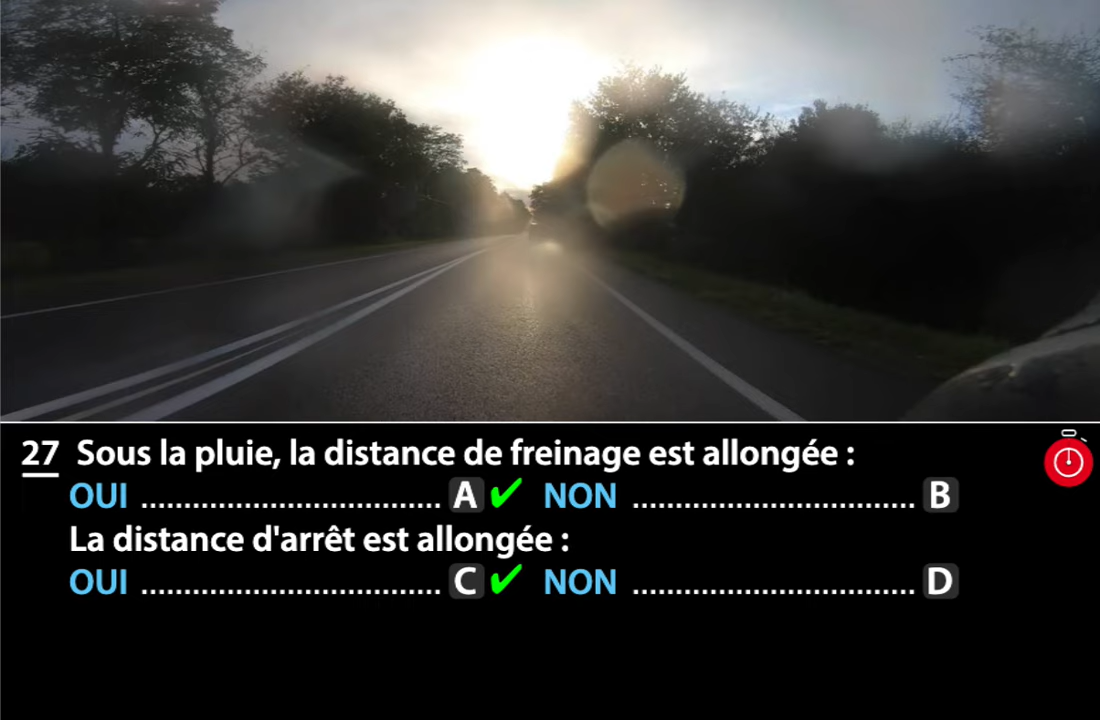 27 Sous la pluie, la distance de freinage est allongée :
OUI ................................. A ✔ NON ............................... B
La distance d'arrêt est allongée :
OUI ................................. C ✔ NON ............................... D